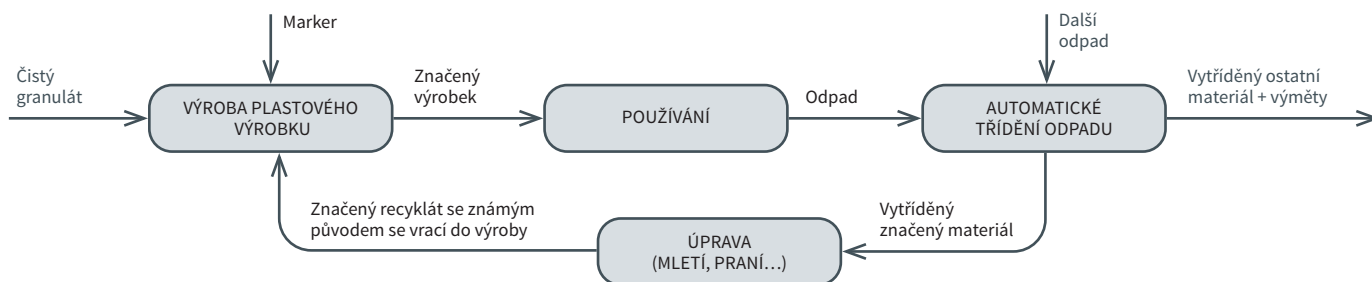 Marker
Další
odpad
Čistý
granulát
VÝROBA PLASTOVÉHO
VÝROBKU
Značený
výrobek
POUŽÍVÁNÍ
Odpad
AUTOMATICKÉ
TŘÍDĚNÍ ODPADU
Vytříděný ostatní
materiál + výměty
Značený recyklát se známým
původem se vrací do výroby
ÚPRAVA
(MLETÍ, PRANÍ…)
Vytříděný
značený materiál